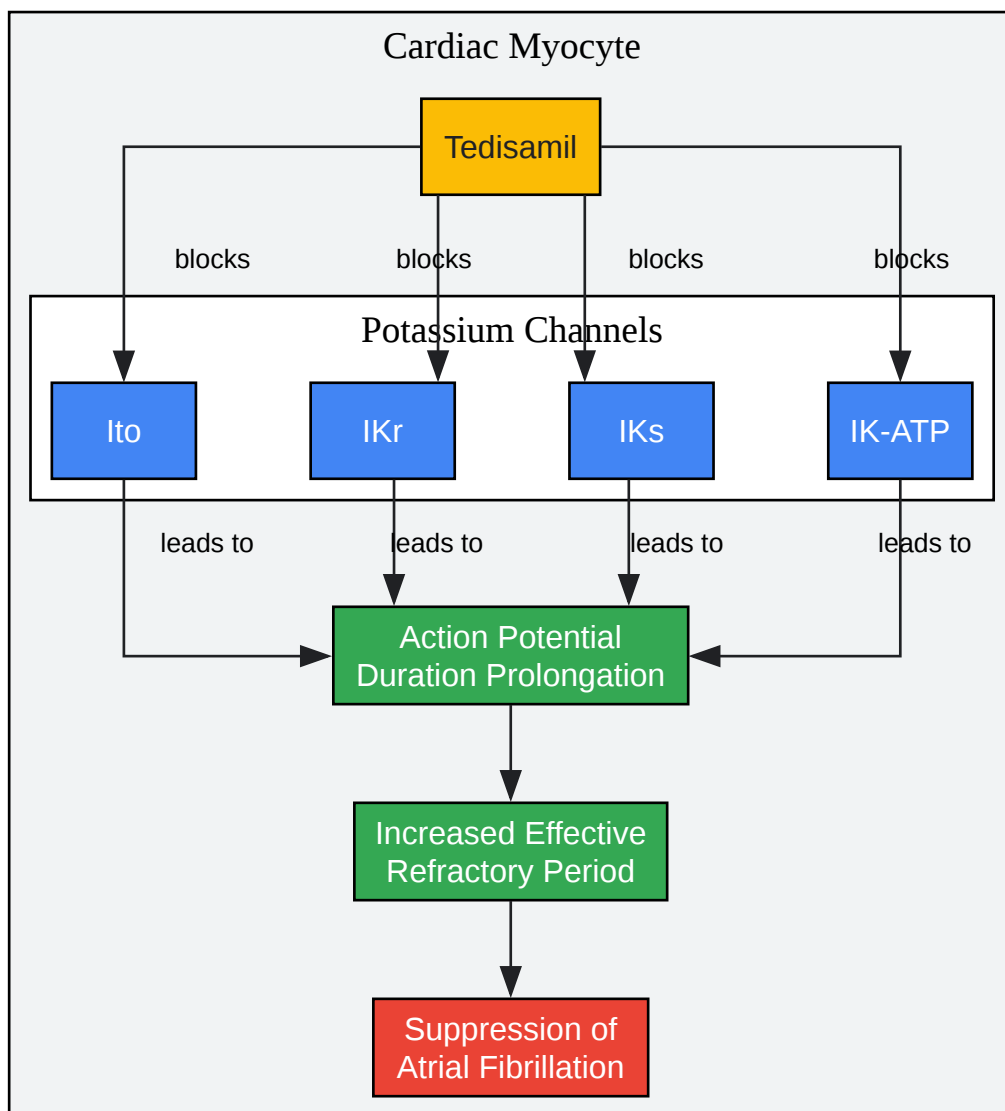 Cardiac Myocyte
Tedisamil
blocks
blocks
blocks
blocks
Potassium Channels
Ito
IKr
IKs
IK-ATP
leads to
leads to
leads to
leads to
Action Potential
Duration Prolongation
Increased Effective
Refractory Period
Suppression of
Atrial Fibrillation